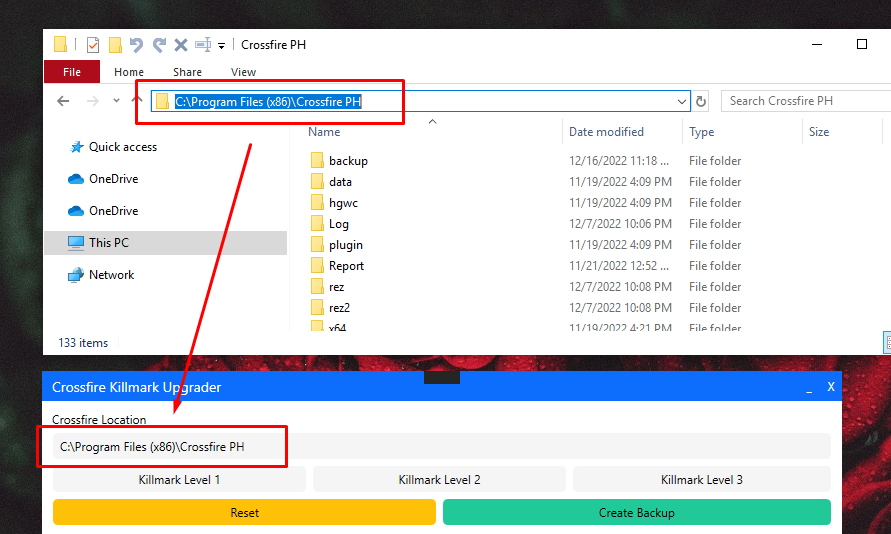 Crossfire PH
File Home Share View
C:\Program Files (x86)\Crossfire PH
Search Crossfire PH
Name Date modified Type Size
Quick access
OneDrive
OneDrive
This PC
Network
backup 12/16/2022 11:18 ... File folder
data 11/19/2022 4:09 PM File folder
hgwc 11/19/2022 4:09 PM File folder
Log 12/7/2022 10:06 PM File folder
plugin 11/19/2022 4:09 PM File folder
Report 11/21/2022 12:52 ... File folder
rez 12/7/2022 10:08 PM File folder
rez2 12/7/2022 10:08 PM File folder
x64 11/19/2022 4:21 PM File folder
133 items
Crossfire Killmark Upgrader _ X
Crossfire Location
C:\Program Files (x86)\Crossfire PH
Killmark Level 1 Killmark Level 2 Killmark Level 3
Reset Create Backup